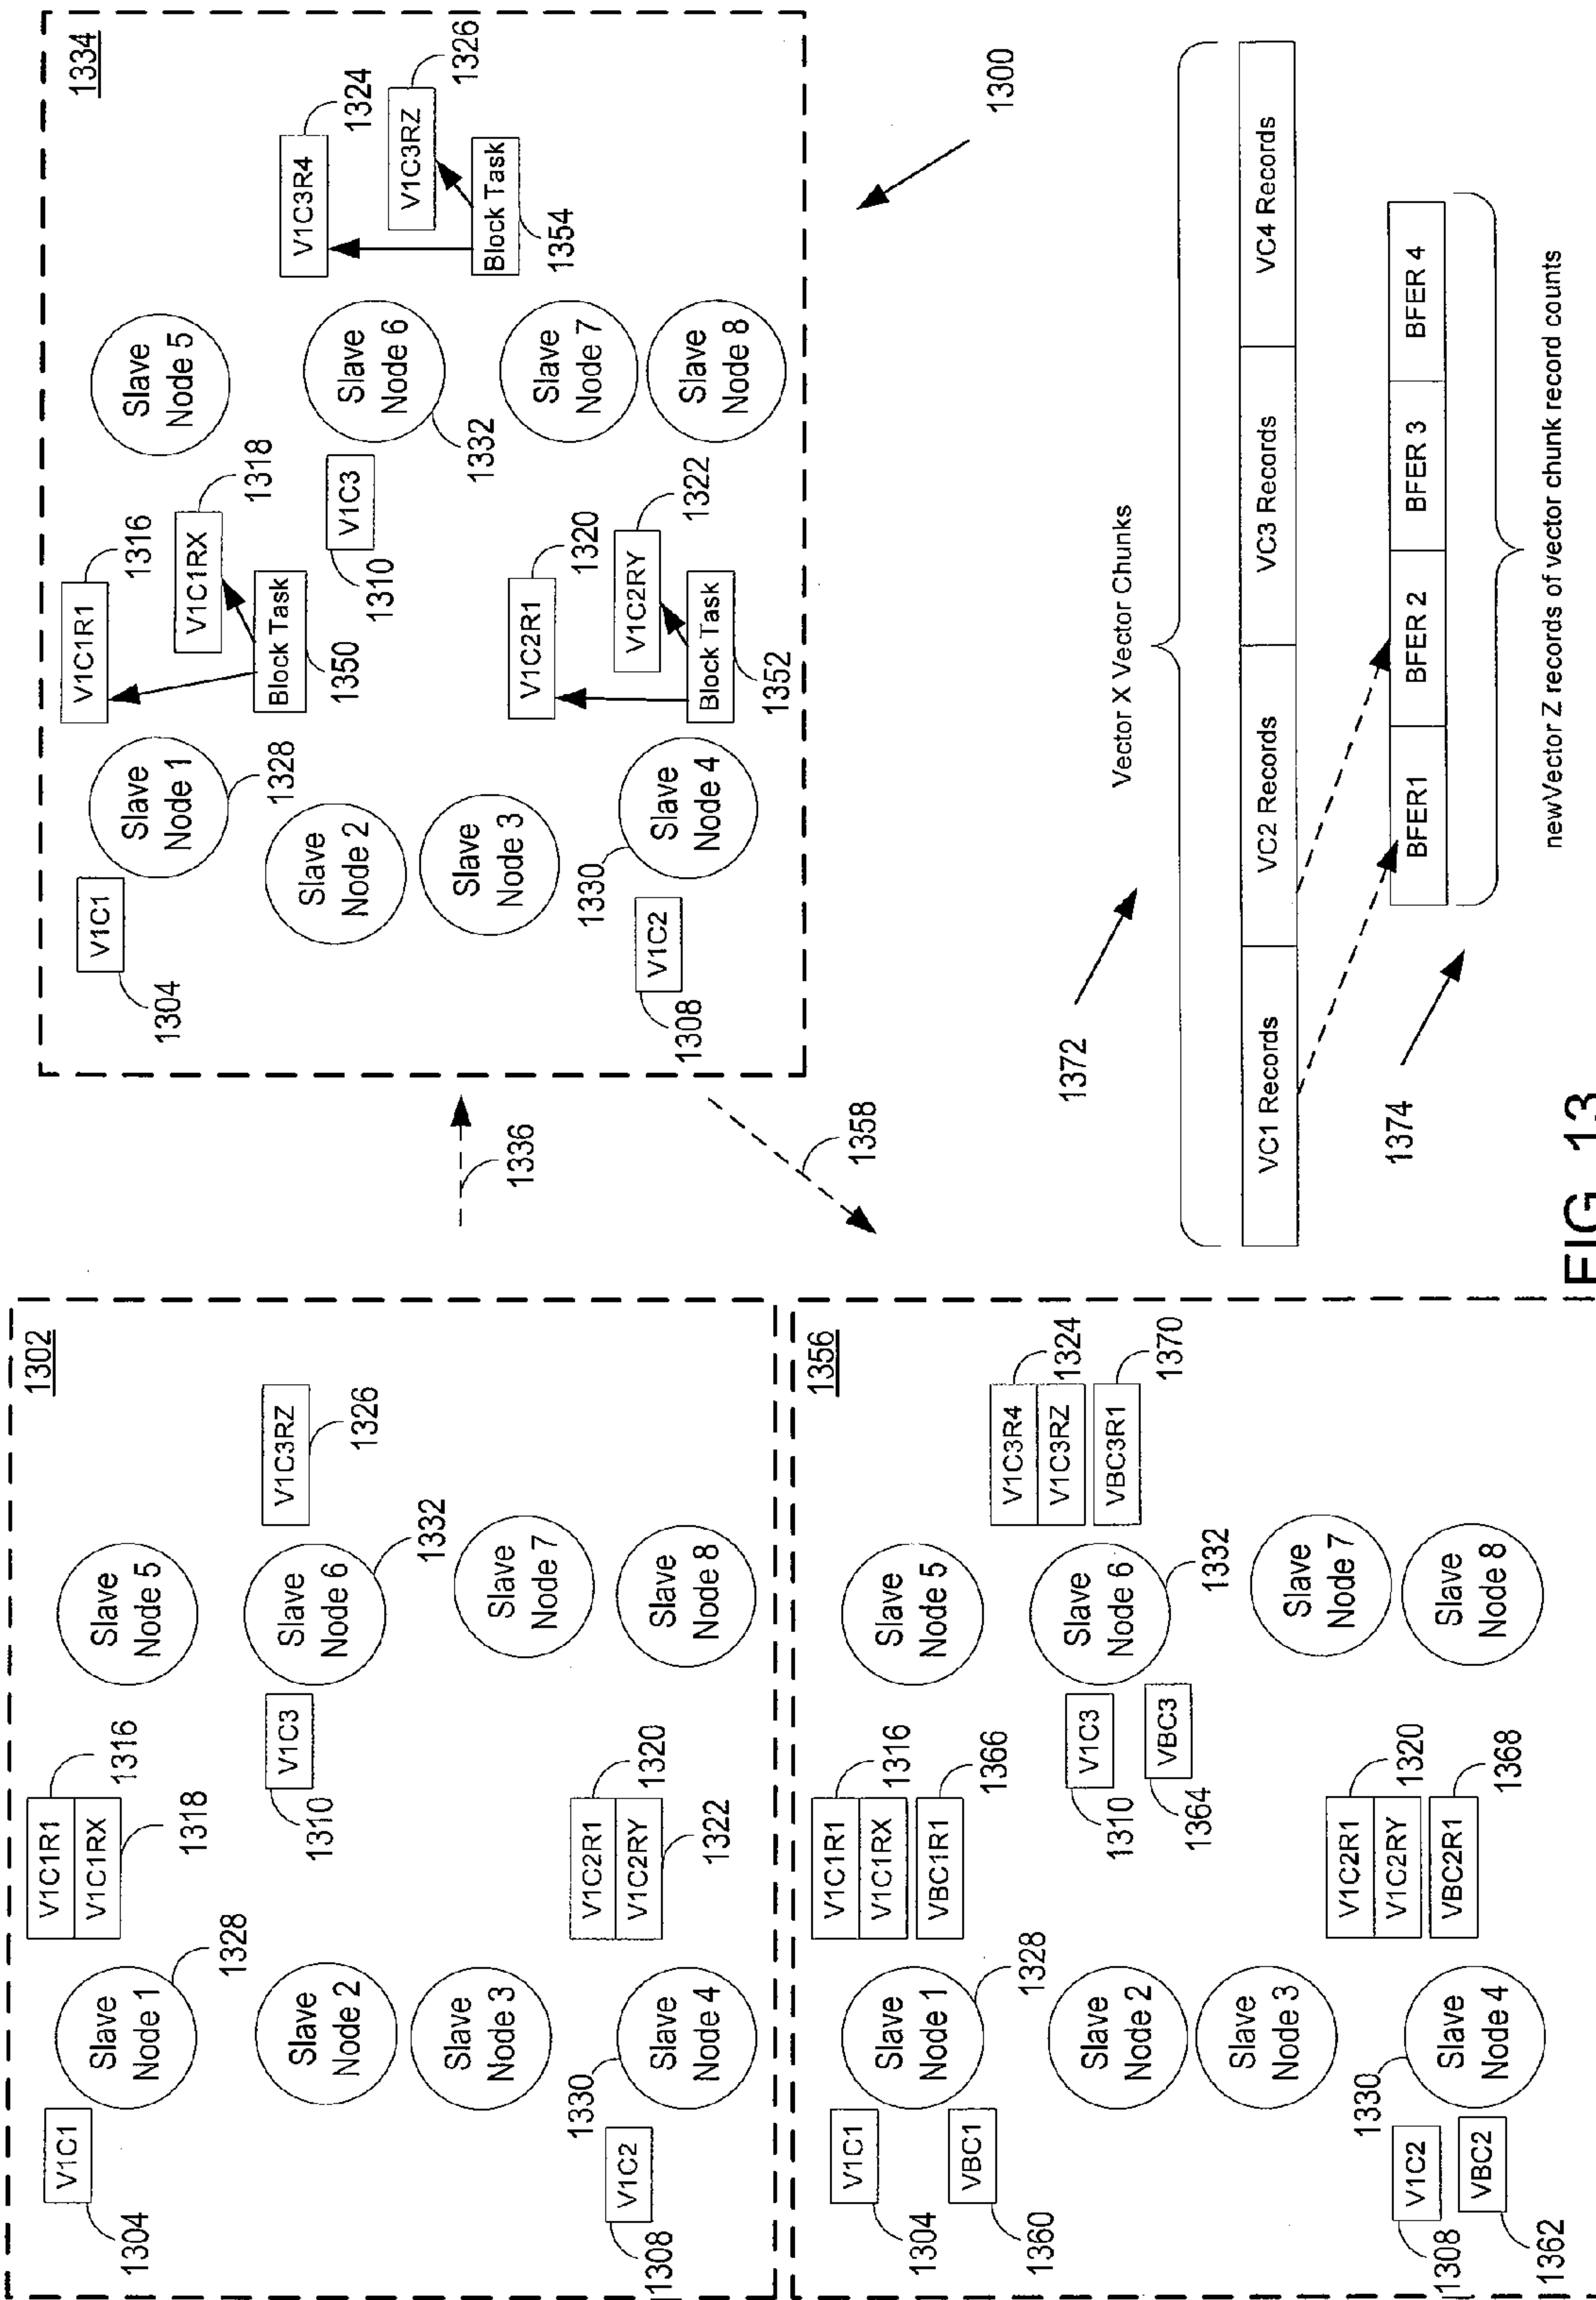 1302
V1C1
1304
Slave
Node 1
1328
V1C1R1
1316
V1C1RX
1318
Slave
Node 5
Slave
Node 2
V1C3
1310
Slave
Node 6
1332
V1C3RZ
1326
Slave
Node 3
Slave
Node 7
V1C2
1308
1330
Slave
Node 4
V1C2R1
1320
V1C2RY
1322
Slave
Node 8
1336
1334
V1C1
1304
Slave
Node 1
1328
V1C1R1
1316
V1C1RX
1318
Block Task
1350
Slave
Node 5
Slave
Node 2
V1C3
1310
Slave
Node 6
1332
V1C3R4
1324
V1C3RZ
1326
Block Task
1354
Slave
Node 3
Slave
Node 7
V1C2
1308
1330
Slave
Node 4
V1C2R1
1320
V1C2RY
1322
Block Task
1352
Slave
Node 8
1358
1300
1356
V1C1
1304
VBC1
1360
Slave
Node 1
1328
V1C1R1
1316
V1C1RX
VBC1R1
1366
Slave
Node 5
Slave
Node 2
V1C3
1310
VBC3
1364
Slave
Node 6
1332
V1C3R4
1324
V1C3RZ
VBC3R1
1370
Slave
Node 3
Slave
Node 7
V1C2
1308
VBC2
1362
1330
Slave
Node 4
V1C2R1
1320
V1C2RY
VBC2R1
1368
Slave
Node 8
1372
Vector X Vector Chunks
VC1 Records
VC2 Records
VC3 Records
VC4 Records
1374
BFER1
BFER 2
BFER 3
BFER 4
newVector Z records of vector chunk record counts
FIG. 13